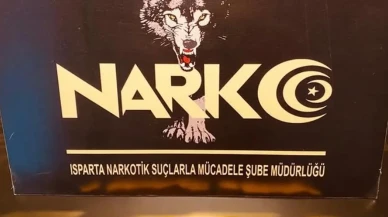 NARKO
ISPARTA NARKOTİK SUÇLARLA MÜCADELE ŞUBE MÜDÜRLÜĞÜ